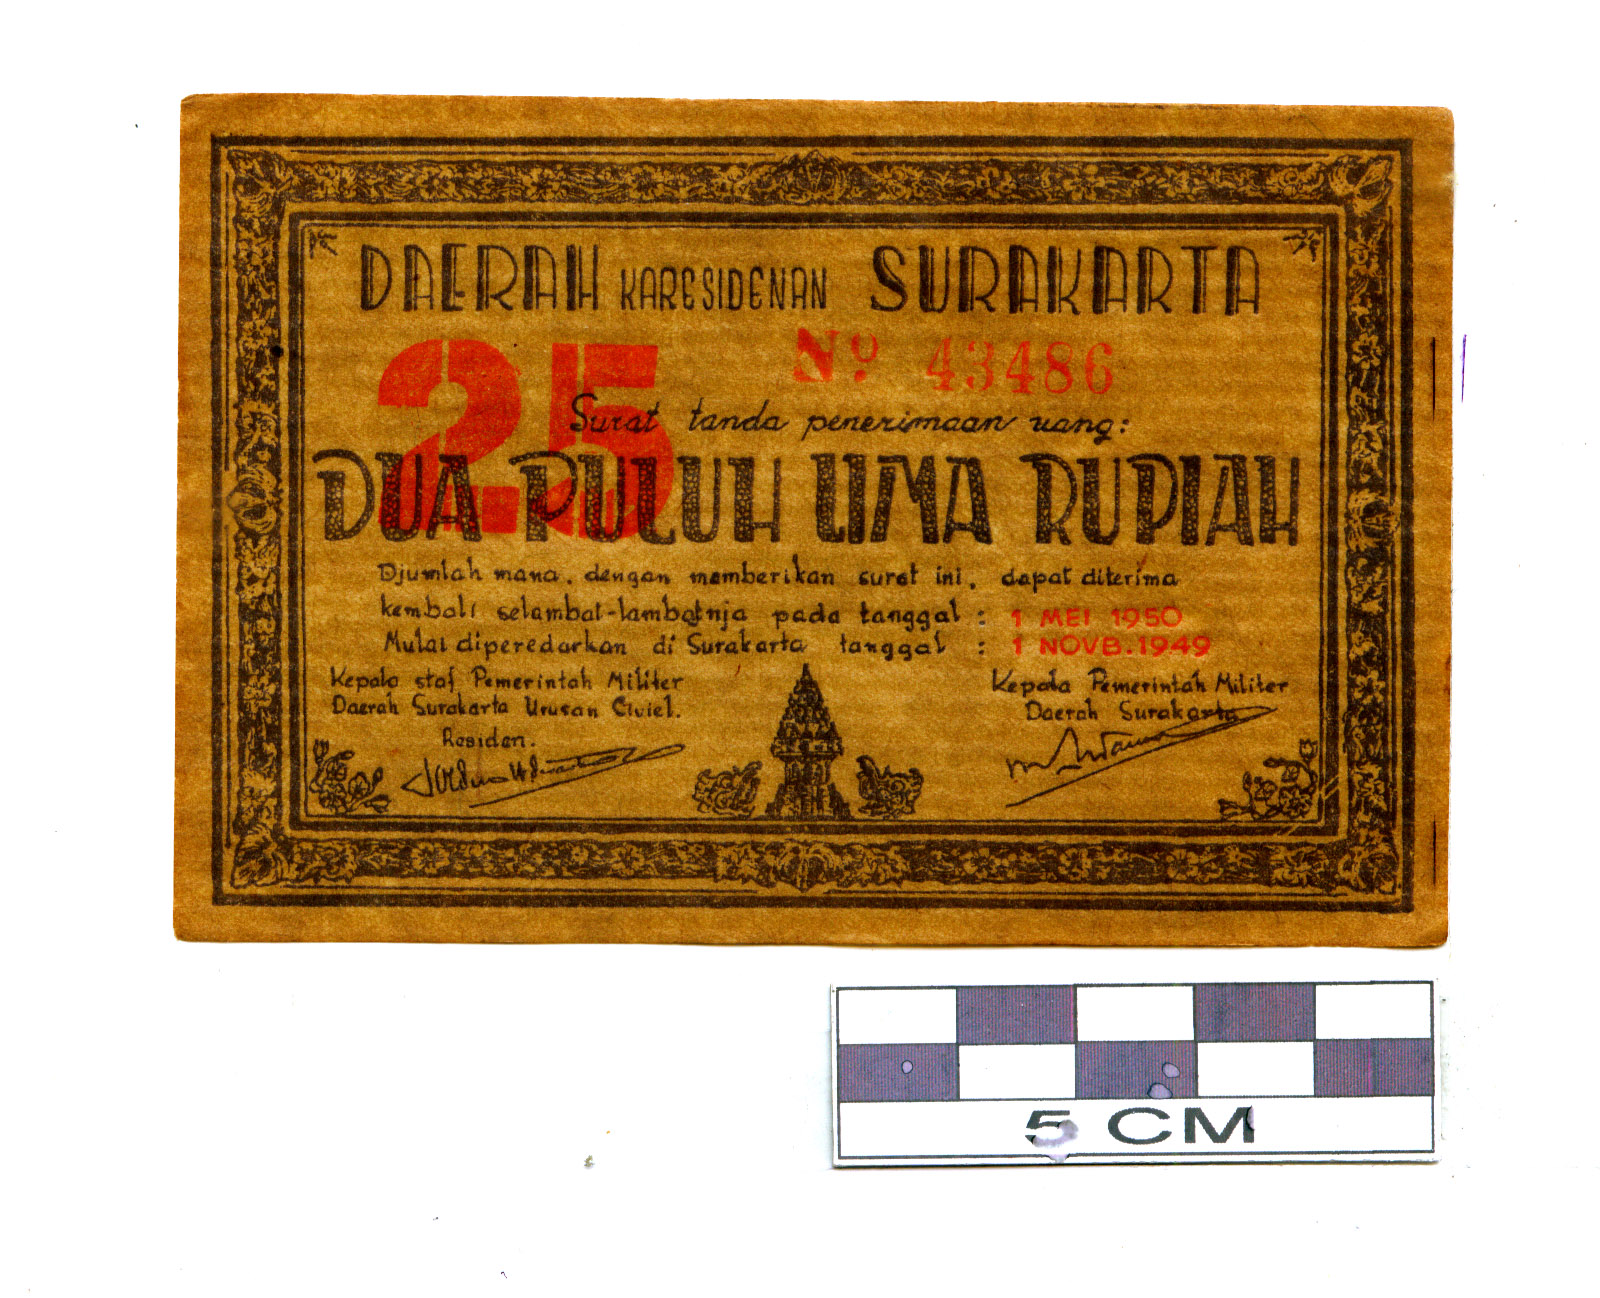 DAERAH KARESIDENAN SURAKARTA
25
No 43486
Surat tanda penerimaan uang:
DUA PULUH LIMA RUPIAH
Djumlah mana, dengan memberikan surat ini, dapat diterima
kembali selambat-lambatnja pada tanggal : 1 MEI 1950
Mulai diperedarkan di Surakarta tanggal : 1 NOVB.1949
Kepala staf Pemerintah Militer
Daerah Surakarta Urusan Civiel.
Residen.
Kepala Pemerintah Militer
Daerah Surakarta
5 CM